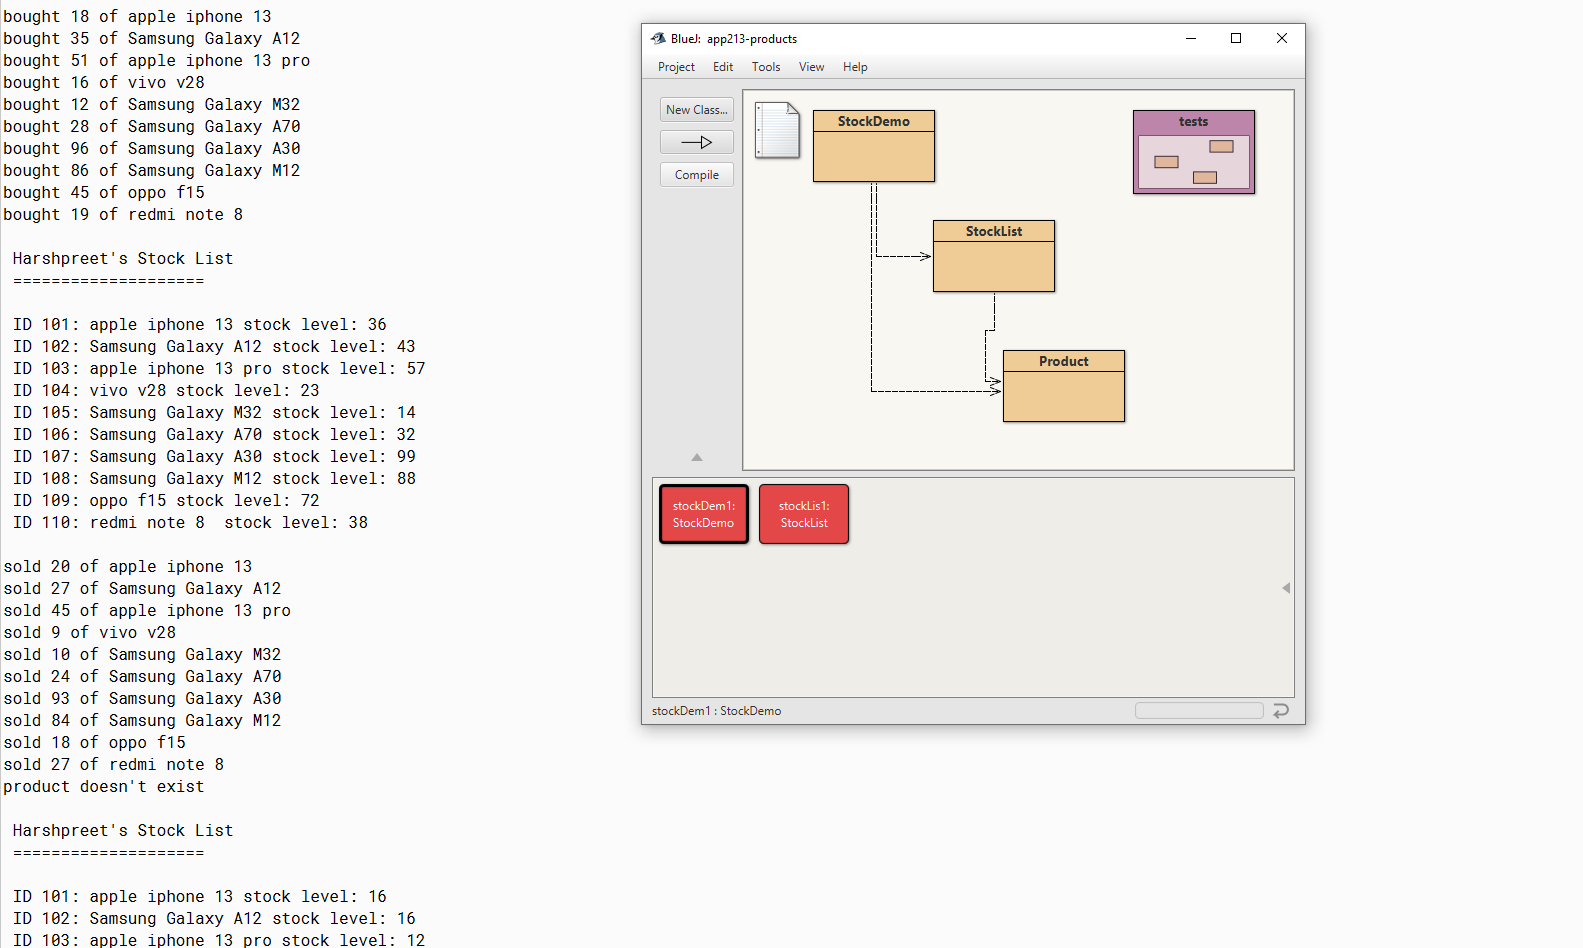 bought 18 of apple iphone 13
bought 35 of Samsung Galaxy A12
bought 51 of apple iphone 13 pro
bought 16 of vivo v28
bought 12 of Samsung Galaxy M32
bought 28 of Samsung Galaxy A70
bought 96 of Samsung Galaxy A30
bought 86 of Samsung Galaxy M12
bought 45 of oppo f15
bought 19 of redmi note 8
Harshpreet's Stock List
====================
ID 101: apple iphone 13 stock level: 36
ID 102: Samsung Galaxy A12 stock level: 43
ID 103: apple iphone 13 pro stock level: 57
ID 104: vivo v28 stock level: 23
ID 105: Samsung Galaxy M32 stock level: 14
ID 106: Samsung Galaxy A70 stock level: 32
ID 107: Samsung Galaxy A30 stock level: 99
ID 108: Samsung Galaxy M12 stock level: 88
ID 109: oppo f15 stock level: 72
ID 110: redmi note 8  stock level: 38
sold 20 of apple iphone 13
sold 27 of Samsung Galaxy A12
sold 45 of apple iphone 13 pro
sold 9 of vivo v28
sold 10 of Samsung Galaxy M32
sold 24 of Samsung Galaxy A70
sold 93 of Samsung Galaxy A30
sold 84 of Samsung Galaxy M12
sold 18 of oppo f15
sold 27 of redmi note 8
product doesn't exist
Harshpreet's Stock List
====================
ID 101: apple iphone 13 stock level: 16
ID 102: Samsung Galaxy A12 stock level: 16
ID 103: apple iphone 13 pro stock level: 12
BlueJ: app213-products
Project Edit Tools View Help
New Class...
Compile
StockDemo
tests
StockList
Product
stockDem1:
StockDemo
stockLis1:
StockList
stockDem1 : StockDemo